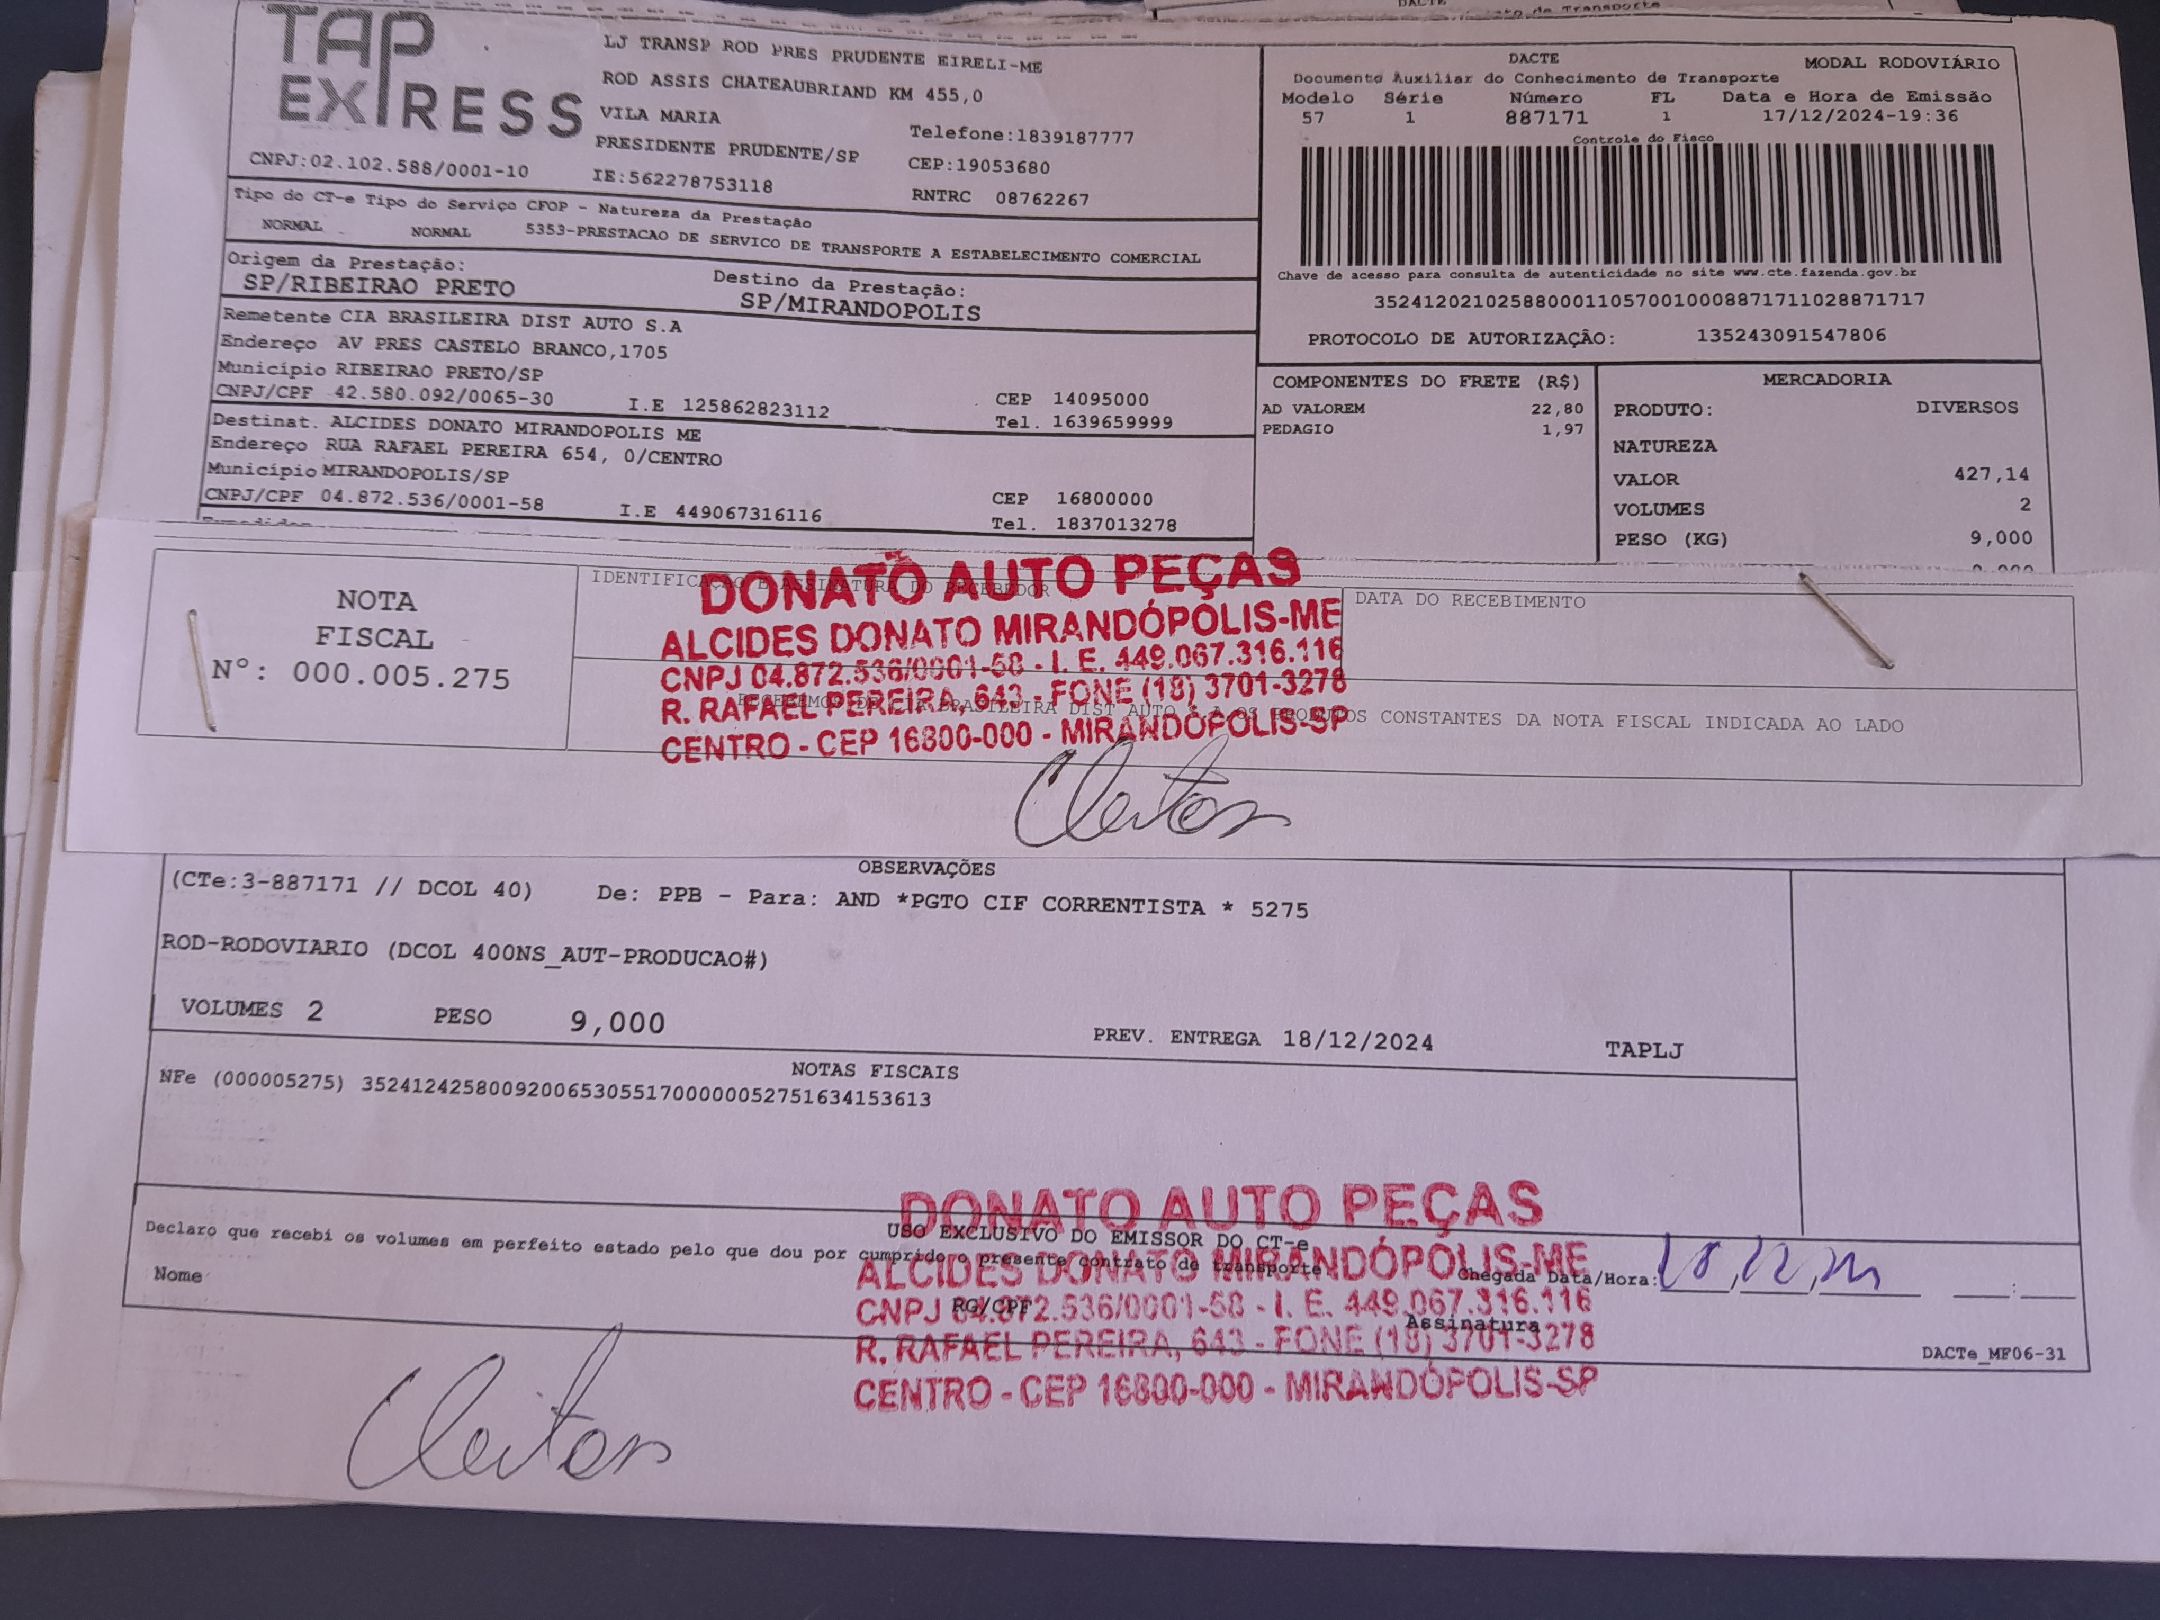 TAP
EXPRESS
CNPJ:02.102.588/0001-10
LJ TRANSP ROD PRES PRUDENTE EIRELI-ME
ROD ASSIS CHATEAUBRIAND KM 455,0
VILA MARIA
PRESIDENTE PRUDENTE/SP
IE:562278753118
Telefone:1839187777
CEP:19053680
RNTRC 08762267
DACTE
MODAL RODOVIÁRIO
Documento Auxiliar do Conhecimento de Transporte
Modelo Série Número FL Data e Hora de Emissão
57 1 887171 1 17/12/2024-19:36
Controle do Fisco
Chave de acesso para consulta de autenticidade no site www.cte.fazenda.gov.br
35241202102588000110570010008871711028871717
PROTOCOLO DE AUTORIZAÇÃO: 135243091547806
Tipo do CT-e Tipo do Serviço CFOP - Natureza da Prestação
NORMAL NORMAL 5353-PRESTACAO DE SERVICO DE TRANSPORTE A ESTABELECIMENTO COMERCIAL
Origem da Prestação: Destino da Prestação:
SP/RIBEIRAO PRETO SP/MIRANDOPOLIS
Remetente CIA BRASILEIRA DIST AUTO S.A
Endereço AV PRES CASTELO BRANCO,1705
Município RIBEIRAO PRETO/SP CEP 14095000
CNPJ/CPF 42.580.092/0065-30 I.E 125862823112 Tel. 1639659999
Destinat. ALCIDES DONATO MIRANDOPOLIS ME
Endereço RUA RAFAEL PEREIRA 654, 0/CENTRO
Município MIRANDOPOLIS/SP CEP 16800000
CNPJ/CPF 04.872.536/0001-58 I.E 449067316116 Tel. 1837013278
COMPONENTES DO FRETE (R$)
AD VALOREM 22,80
PEDAGIO 1,97
MERCADORIA
PRODUTO: DIVERSOS
NATUREZA
VALOR 427,14
VOLUMES 2
PESO (KG) 9,000
NOTA
FISCAL
N°: 000.005.275
IDENTIFICAÇÃO E ASSINATURA DO RECEBEDOR
DATA DO RECEBIMENTO
RECEBEMOS DE CIA BRASILEIRA DIST AUTO S.A OS PRODUTOS CONSTANTES DA NOTA FISCAL INDICADA AO LADO
DONATO AUTO PEÇAS
ALCIDES DONATO MIRANDÓPOLIS-ME
CNPJ 04.872.536/0001-58 - I. E. 449.067.316.116
R. RAFAEL PEREIRA, 643 - FONE (18) 3701-3278
CENTRO - CEP 16800-000 - MIRANDÓPOLIS-SP
Cleiton
OBSERVAÇÕES
(CTe:3-887171 // DCOL 40) De: PPB - Para: AND *PGTO CIF CORRENTISTA * 5275
ROD-RODOVIARIO (DCOL 400NS_AUT-PRODUCAO#)
VOLUMES 2 PESO 9,000 PREV. ENTREGA 18/12/2024 TAPLJ
NOTAS FISCAIS
NFe (000005275) 35241242580092006530551700000052751634153613
USO EXCLUSIVO DO EMISSOR DO CT-e
Declaro que recebi os volumes em perfeito estado pelo que dou por cumprido o presente contrato de transporte
Chegada Data/Hora:
Nome RG/CPF Assinatura
DACTe_MF06-31
DONATO AUTO PEÇAS
ALCIDES DONATO MIRANDÓPOLIS-ME
CNPJ 04.872.536/0001-58 - I. E. 449.067.316.116
R. RAFAEL PEREIRA, 643 - FONE (18) 3701-3278
CENTRO - CEP 16800-000 - MIRANDÓPOLIS-SP
Cleiton